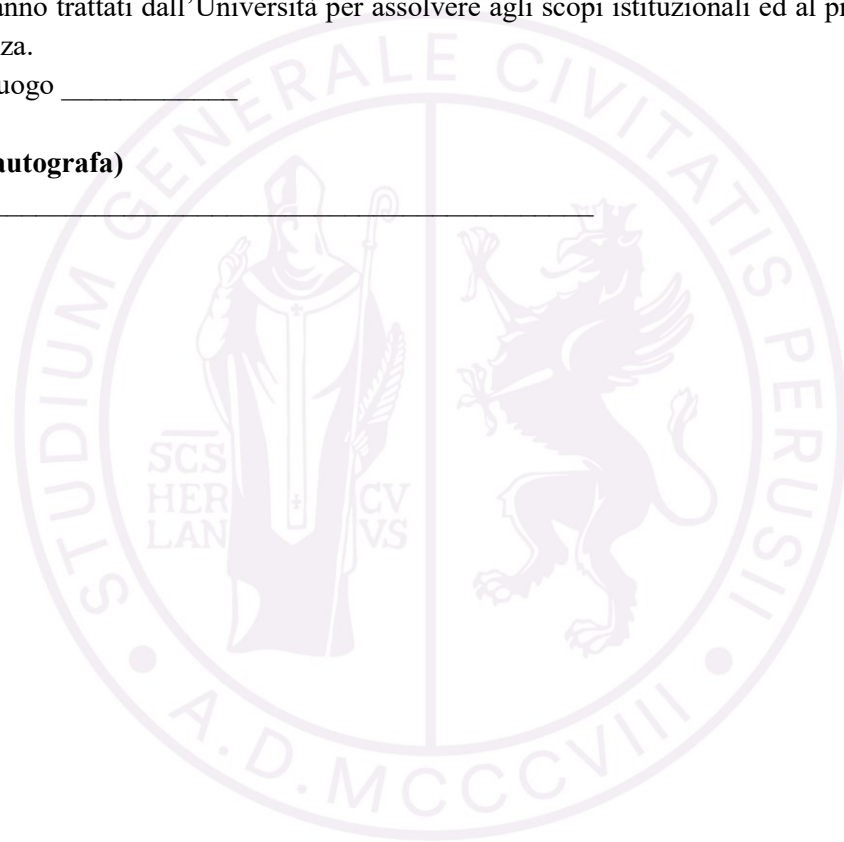 anno trattati dall'Università per assolvere agli scopi istituzionali ed al pr
za.
uogo ____________
autografa)
STUDIUM GENERALE CIVITATIS PERUSII
SCS
HER
LAN
CV
VS
A.D.MCCCVIII